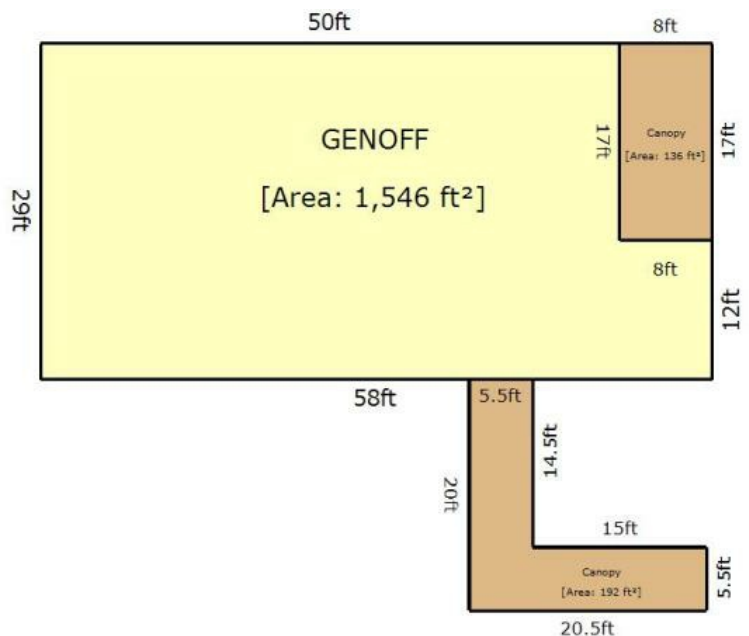 50ft
8ft
GENOFF
[Area: 1,546 ft²]
29ft
17ft
Canopy
[Area: 136 ft²]
17ft
8ft
12ft
58ft
5.5ft
14.5ft
20ft
15ft
Canopy
[Area: 192 ft²]
5.5ft
20.5ft